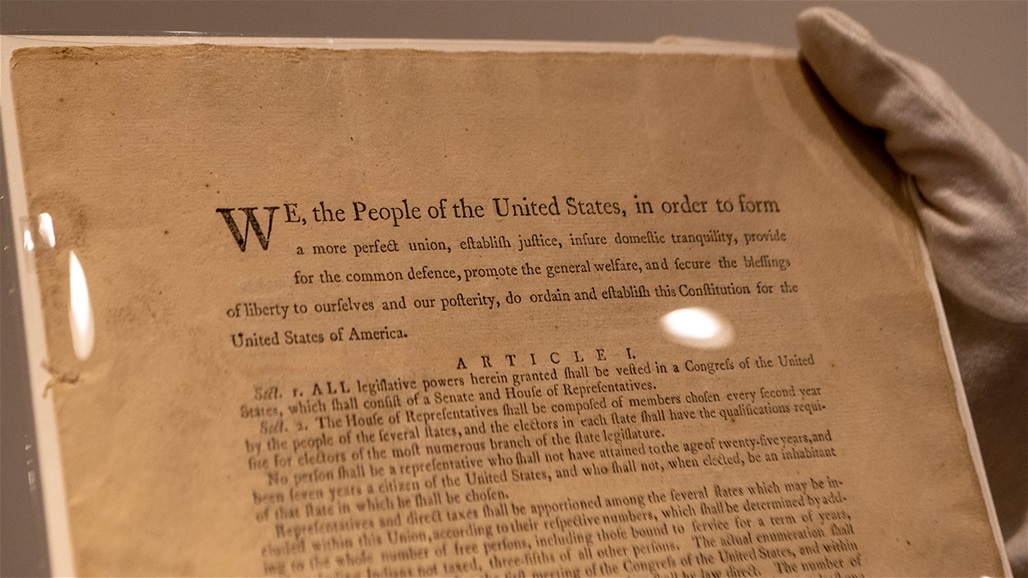 WE, the People of the United States, in order to form
a more perfect union, eſtabliſh juſtice, inſure domeſtic tranquility, provide
for the common defence, promote the general welfare, and ſecure the bleſſings
of liberty to ourſelves and our poſterity, do ordain and eſtabliſh this Conſtitution for the
United States of America.
ARTICLE I.
Sect. 1. ALL legiſlative powers herein granted ſhall be veſted in a Congreſs of the United
States, which ſhall conſiſt of a Senate and Houſe of Repreſentatives.
Sect. 2. The Houſe of Repreſentatives ſhall be compoſed of members choſen every ſecond year
by the people of the ſeveral ſtates, and the electors in each ſtate ſhall have the qualifications requi-
ſite for electors of the moſt numerous branch of the ſtate legiſlature.
No perſon ſhall be a repreſentative who ſhall not have attained to the age of twenty-five years, and
been ſeven years a citizen of the United States, and who ſhall not, when elected, be an inhabitant
of that ſtate in which he ſhall be choſen.
Repreſentatives and direct taxes ſhall be apportioned among the ſeveral ſtates which may be in-
cluded within this Union, according to their reſpective numbers, which ſhall be determined by add-
ing to the whole number of free perſons, including thoſe bound to ſervice for a term of years,
Indians not taxed, three-fifths of all other perſons. The actual enumeration ſhall
meeting of the Congreſs of the United States, and within
by law direct. The number of